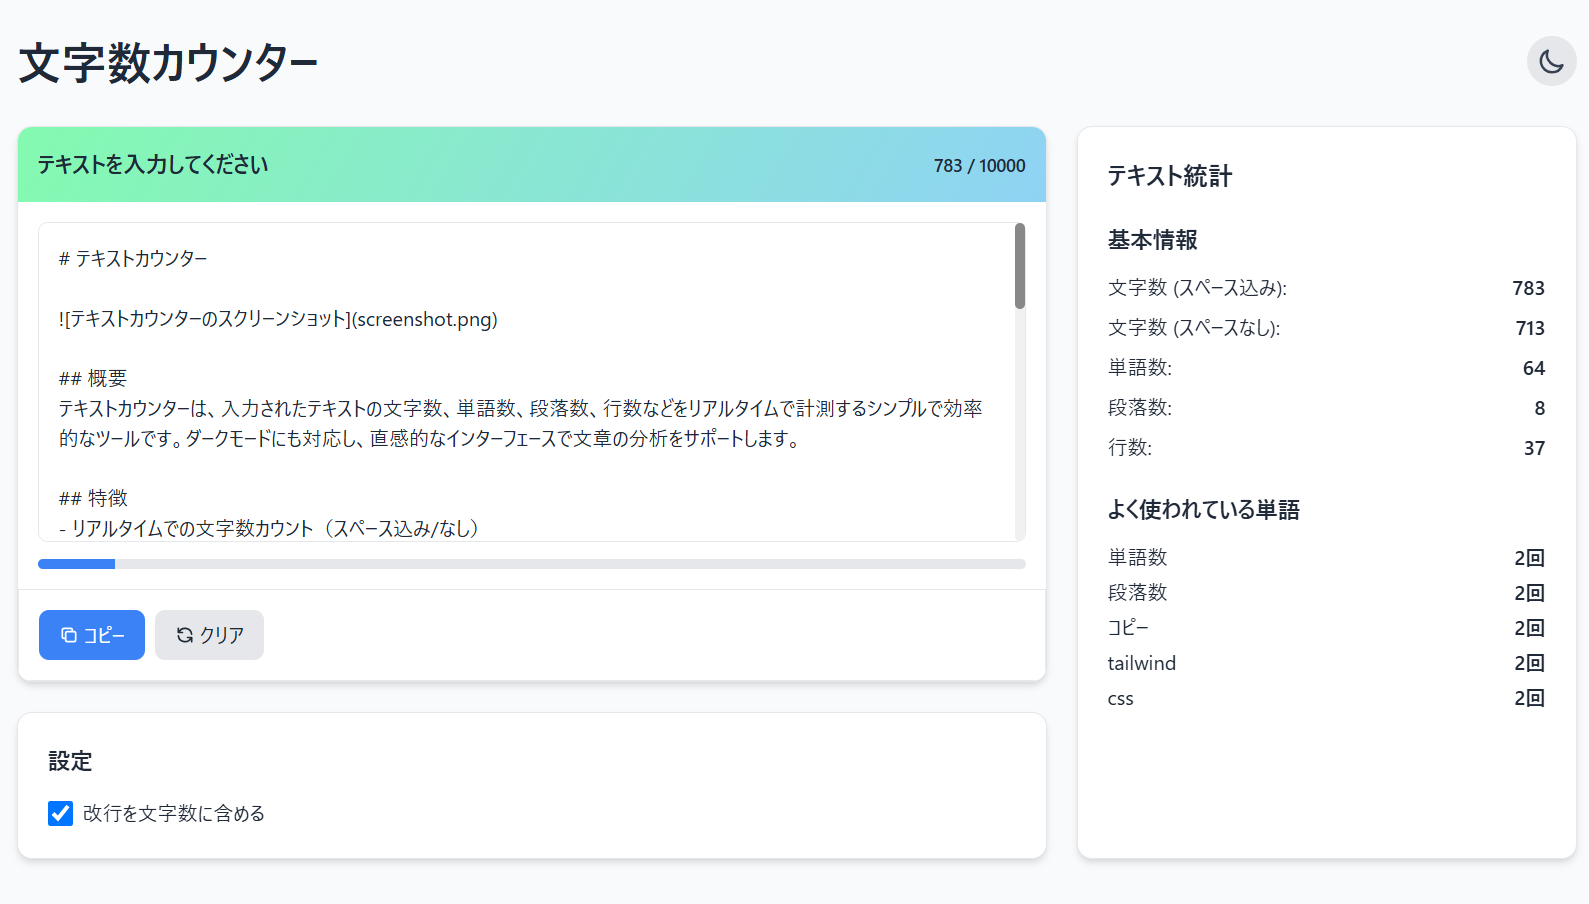 文字数カウンター
テキストを入力してください 783 / 10000
# テキストカウンター
![テキストカウンターのスクリーンショット](screenshot.png)
## 概要
テキストカウンターは、入力されたテキストの文字数、単語数、段落数、行数などをリアルタイムで計測するシンプルで効率
的なツールです。ダークモードにも対応し、直感的なインターフェースで文章の分析をサポートします。
## 特徴
- リアルタイムでの文字数カウント（スペース込み/なし）
コピー クリア
設定
改行を文字数に含める
テキスト統計
基本情報
文字数 (スペース込み): 783
文字数 (スペースなし): 713
単語数: 64
段落数: 8
行数: 37
よく使われている単語
単語数 2回
段落数 2回
コピー 2回
tailwind 2回
css 2回